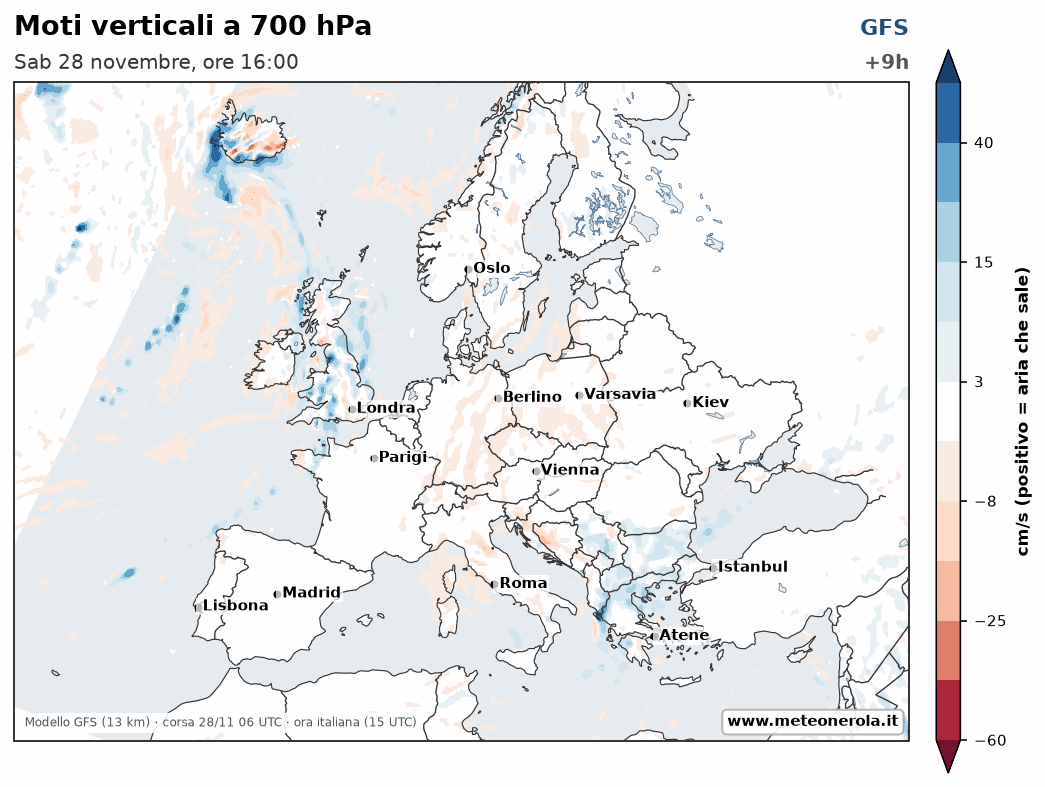 Moti verticali a 700 hPa
GFS
Sab 28 novembre, ore 16:00
+9h
40
15
3
−8
−25
−60
cm/s (positivo = aria che sale)
Oslo
Berlino
Varsavia
Kiev
Londra
Parigi
Vienna
Istanbul
Roma
Madrid
Lisbona
Atene
Modello GFS (13 km) · corsa 28/11 06 UTC · ora italiana (15 UTC)
www.meteonerola.it